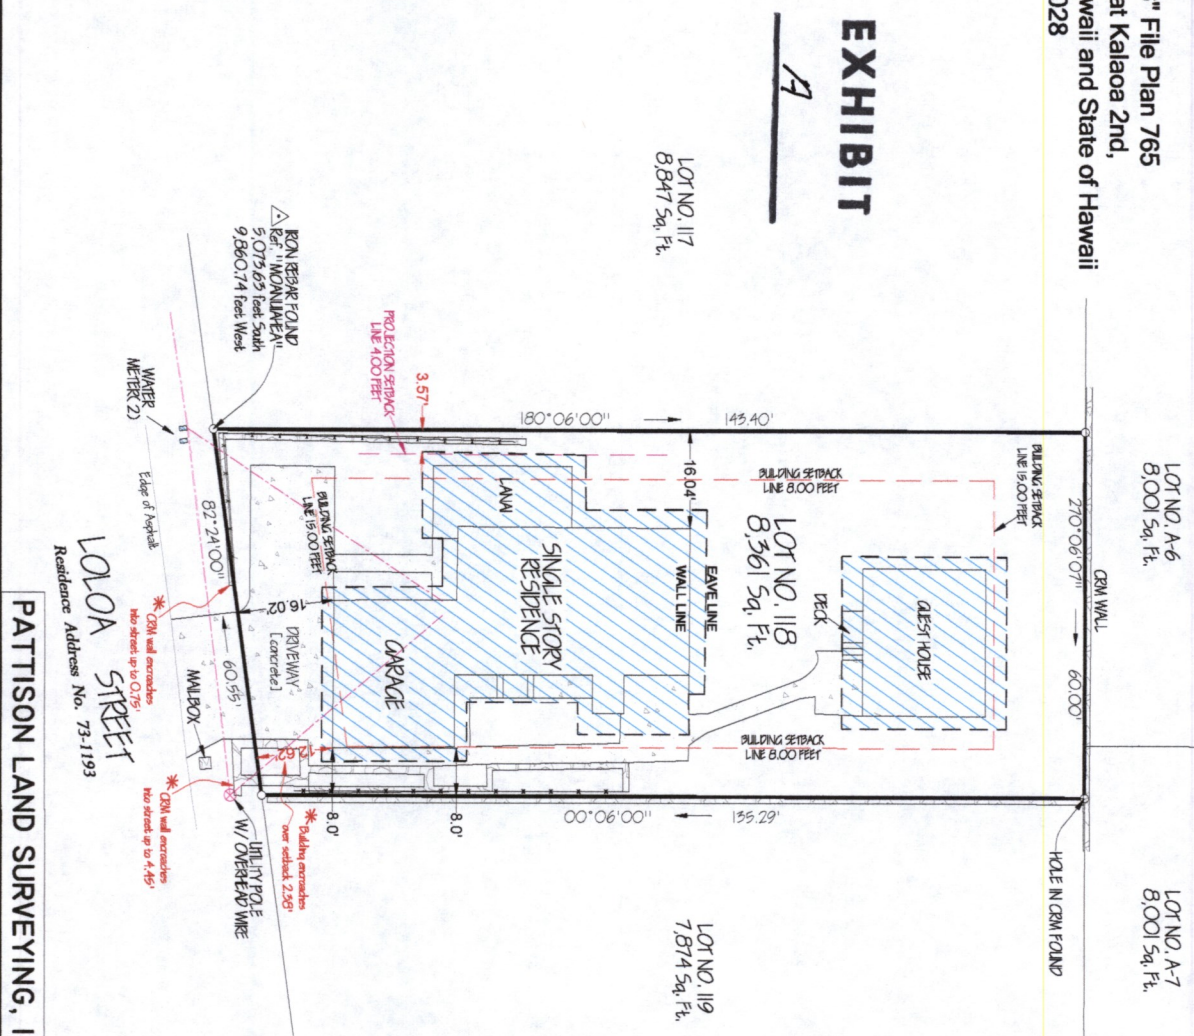 " File Plan 765
at Kalaoa 2nd,
waii and State of Hawaii
028
EXHIBIT
A
LOT NO. 117
8,847 Sq. Ft.
LOT NO. A-6
8,001 Sq. Ft.
LOT NO. A-7
8,001 Sq. Ft.
CRM WALL
270°06'07"
60.00'
HOLE IN CRM FOUND
BUILDING SETBACK
LINE 15.00 FEET
BUILDING SETBACK
LINE 8.00 FEET
180°06'00"
143.40'
16.04'
3.57'
PROJECTION SETBACK
LINE 4.00 FEET
IRON REBAR FOUND
Ref. "MOANUIAHEA"
5,073.63 feet South
9,860.74 feet West
GUEST HOUSE
DECK
LOT NO. 118
8,361 Sq. Ft.
EAVE LINE
WALL LINE
SINGLE STORY
RESIDENCE
LANAI
GARAGE
BUILDING SETBACK
LINE 15.00 FEET
BUILDING SETBACK
LINE 8.00 FEET
DRIVEWAY
[concrete]
16.02'
12.62'
8.0'
8.0'
00°06'00"
135.29'
LOT NO. 119
7,874 Sq. Ft.
WATER
METER( 2)
Edge of Asphalt
82°24'00"
60.55'
* CRM wall encroaches
into street up to 0.75'
MAILBOX
* CRM wall encroaches
into street up to 4.45'
* Building encroaches
over setback 2.38'
UTILITY POLE
W/ OVERHEAD WIRE
LOLOA STREET
Residence Address No. 73-1193
PATTISON LAND SURVEYING, I